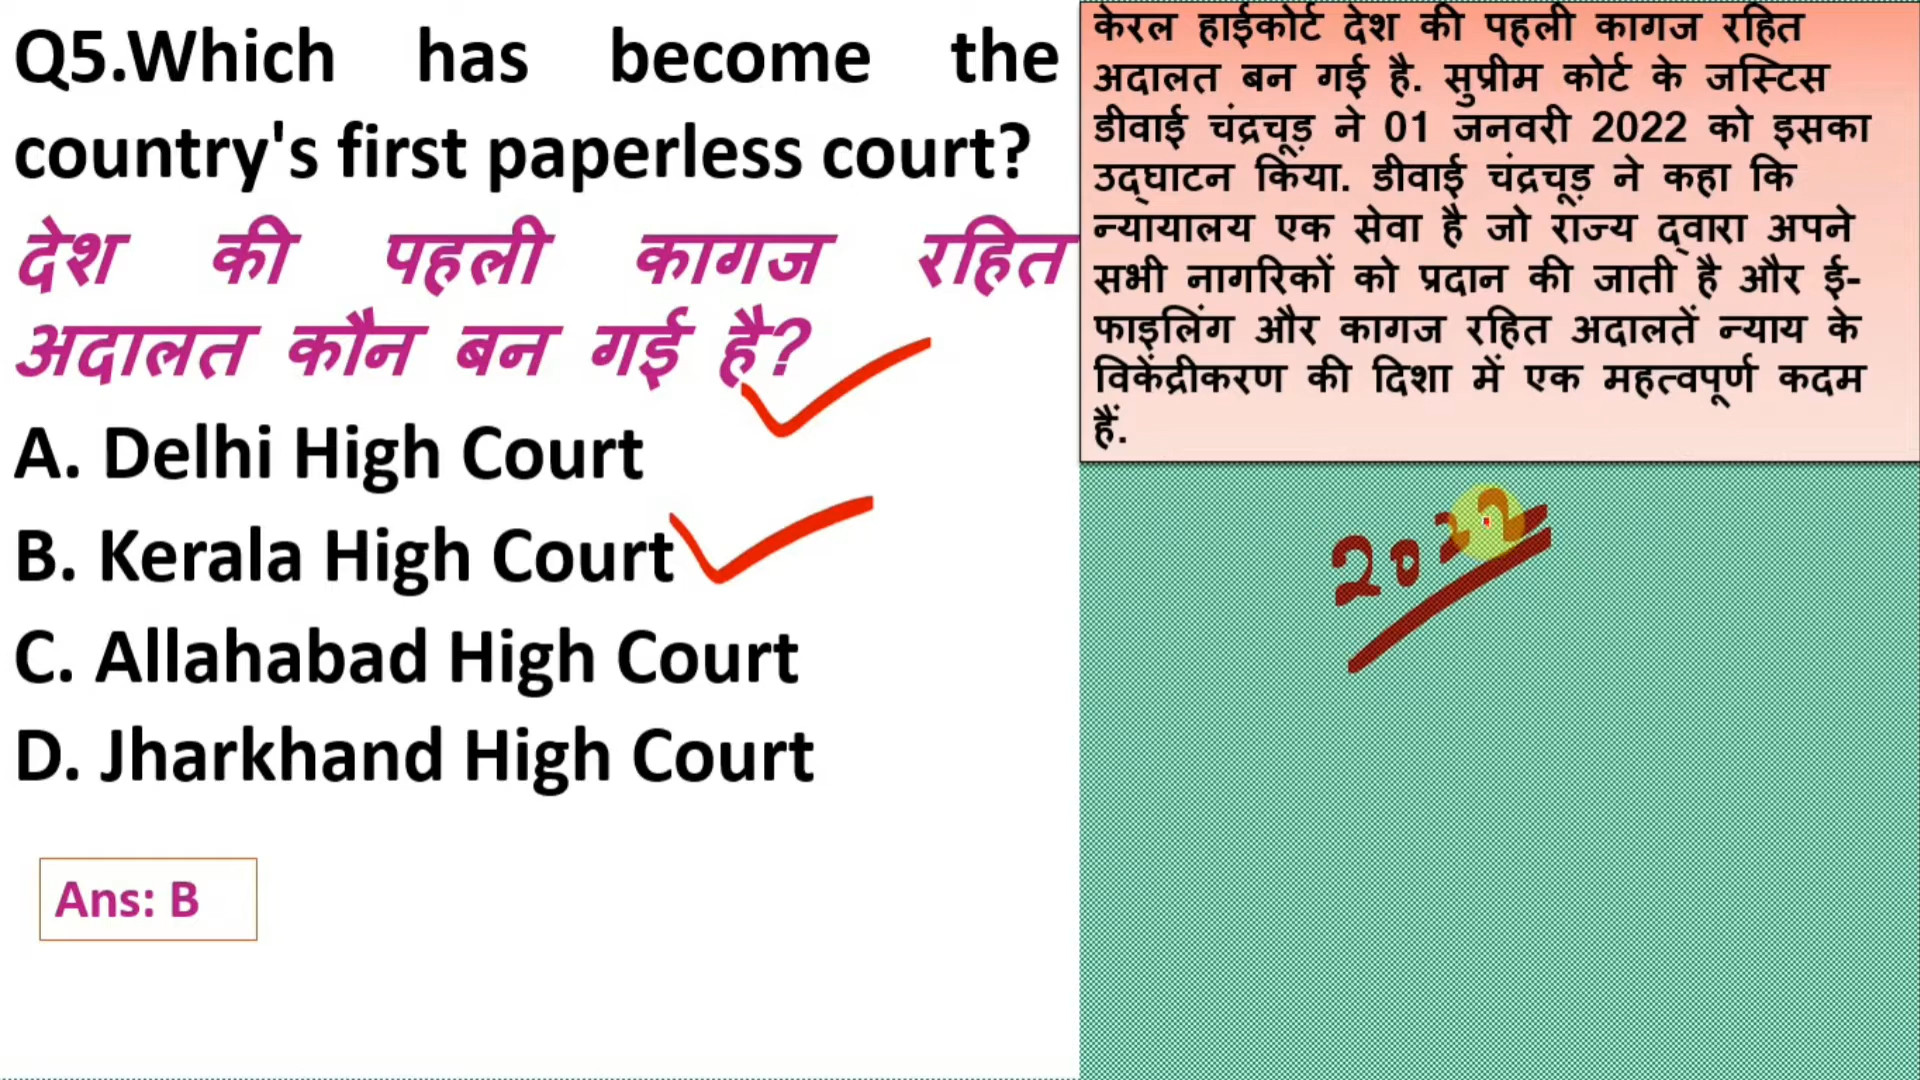 Q5.Which has become the
country's first paperless court?
देश की पहली कागज रहित
अदालत कौन बन गई है?
A. Delhi High Court
B. Kerala High Court
C. Allahabad High Court
D. Jharkhand High Court
Ans: B
केरल हाईकोर्ट देश की पहली कागज रहित
अदालत बन गई है. सुप्रीम कोर्ट के जस्टिस
डीवाई चंद्रचूड़ ने 01 जनवरी 2022 को इसका
उद्घाटन किया. डीवाई चंद्रचूड़ ने कहा कि
न्यायालय एक सेवा है जो राज्य द्वारा अपने
सभी नागरिकों को प्रदान की जाती है और ई-
फाइलिंग और कागज रहित अदालतें न्याय के
विकेंद्रीकरण की दिशा में एक महत्वपूर्ण कदम
हैं.
2022